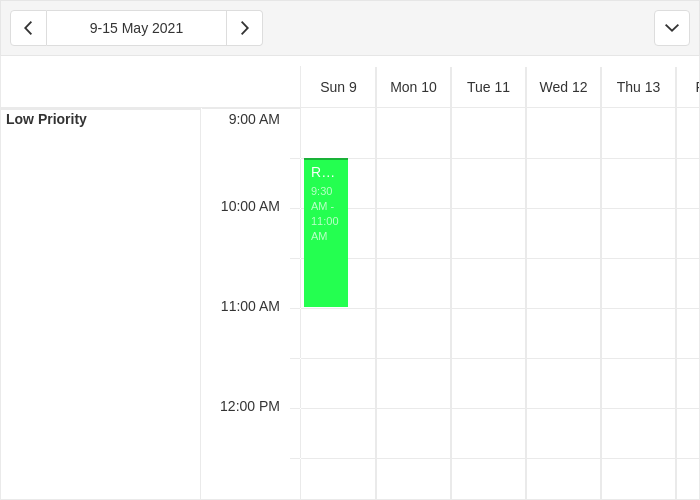 9-15 May 2021
Sun 9 Mon 10 Tue 11 Wed 12 Thu 13
Low Priority
9:00 AM
R...
9:30
AM -
11:00
AM
10:00 AM
11:00 AM
12:00 PM